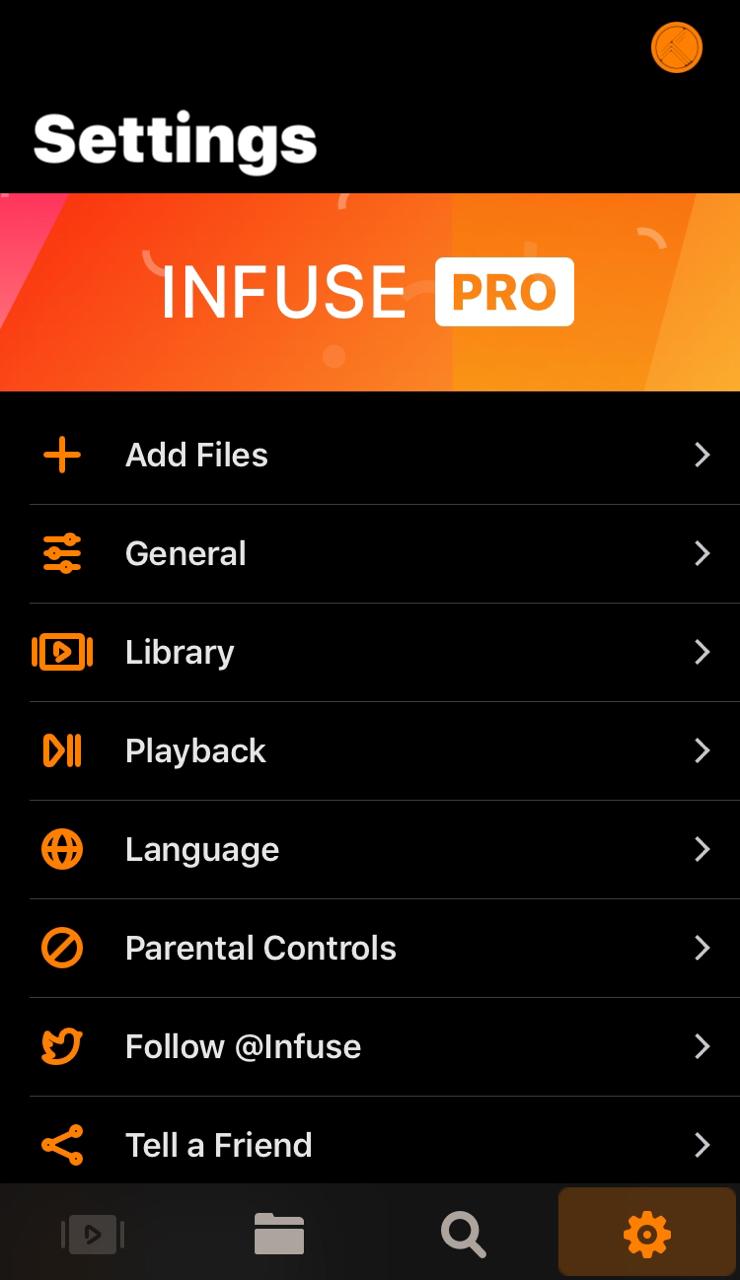 Settings
INFUSE PRO
Add Files
General
Library
Playback
Language
Parental Controls
Follow @Infuse
Tell a Friend